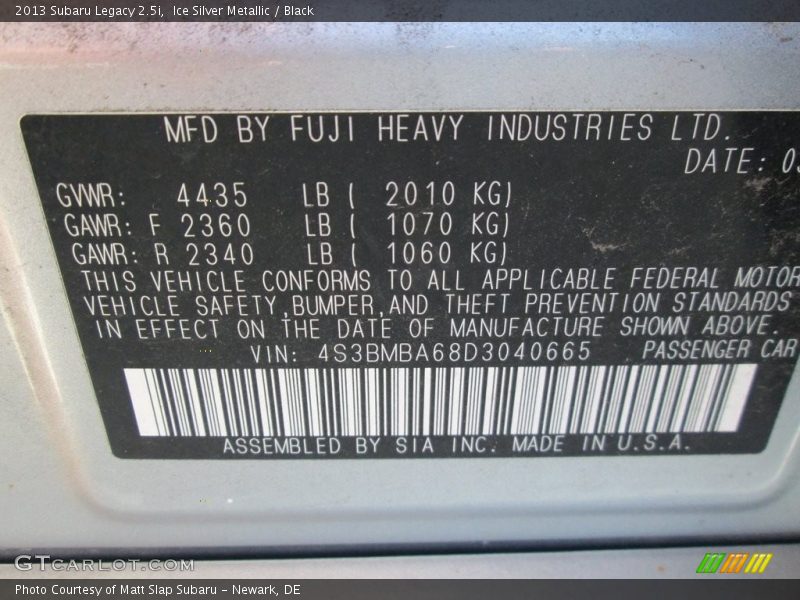 2013 Subaru Legacy 2.5i,  Ice Silver Metallic / Black
MFD BY FUJI HEAVY INDUSTRIES LTD.
DATE: 0
GVWR: 4435 LB ( 2010 KG)
GAWR: F 2360 LB ( 1070 KG)
GAWR: R 2340 LB ( 1060 KG)
THIS VEHICLE CONFORMS TO ALL APPLICABLE FEDERAL MOTOR
VEHICLE SAFETY,BUMPER,AND THEFT PREVENTION STANDARDS
IN EFFECT ON THE DATE OF MANUFACTURE SHOWN ABOVE.
VIN: 4S3BMBA68D3040665 PASSENGER CAR
ASSEMBLED BY SIA INC. MADE IN U.S.A.
GTCARLOT.COM
Photo Courtesy of Matt Slap Subaru - Newark, DE